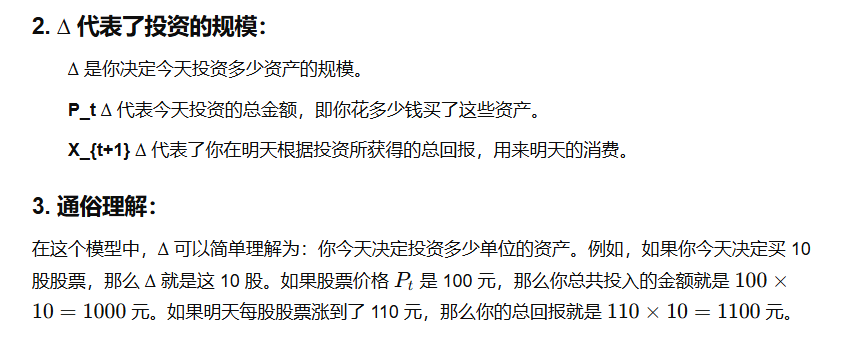 2. Δ 代表了投资的规模：
Δ 是你决定今天投资多少资产的规模。
P_t Δ 代表今天投资的总金额，即你花多少钱买了这些资产。
X_{t+1} Δ 代表了你在明天根据投资所获得的总回报，用来明天的消费。
3. 通俗理解：
在这个模型中，Δ 可以简单理解为：你今天决定投资多少单位的资产。例如，如果你今天决定买 10
股股票，那么 Δ 就是这 10 股。如果股票价格 P_t 是 100 元，那么你总共投入的金额就是 100 ×
10 = 1000 元。如果明天每股股票涨到了 110 元，那么你的总回报就是 110 × 10 = 1100 元。